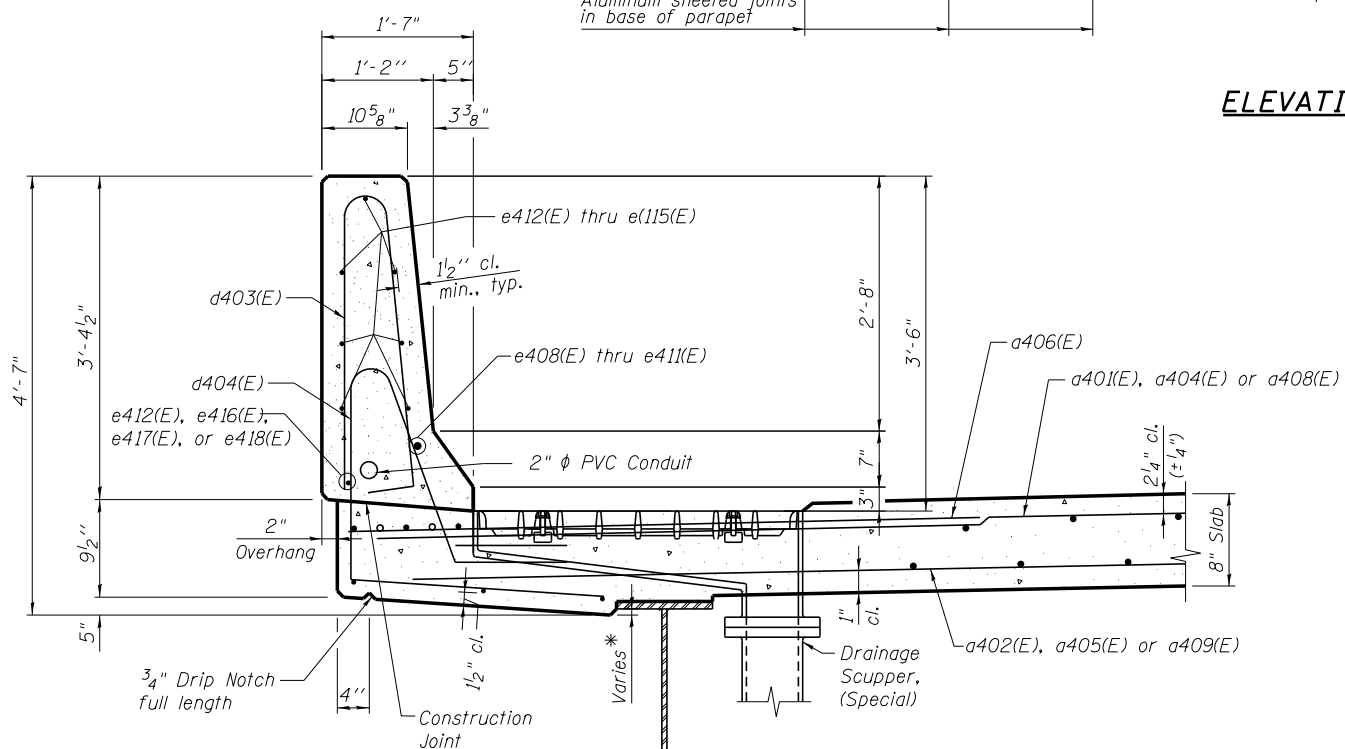 Aluminum sheered joints
in base of parapet
1'-7"
1'-2"
5"
10 5/8"
3 3/8"
ELEVATI
4'-7"
3'-4 1/2"
9 1/2"
5"
e412(E) thru e(115(E)
1 1/2" cl.
min., typ.
d403(E)
e408(E) thru e411(E)
d404(E)
e412(E), e416(E),
e417(E), or e418(E)
2" ϕ PVC Conduit
2'-8"
3'-6"
7"
3"
a406(E)
a401(E), a404(E) or a408(E)
2 1/4" cl.
(±1/4")
8" Slab
2"
Overhang
3/4" Drip Notch
full length
4"
Construction
Joint
1 1/2" cl.
Varies *
1"
cl.
Drainage
Scupper,
(Special)
a402(E), a405(E) or a409(E)